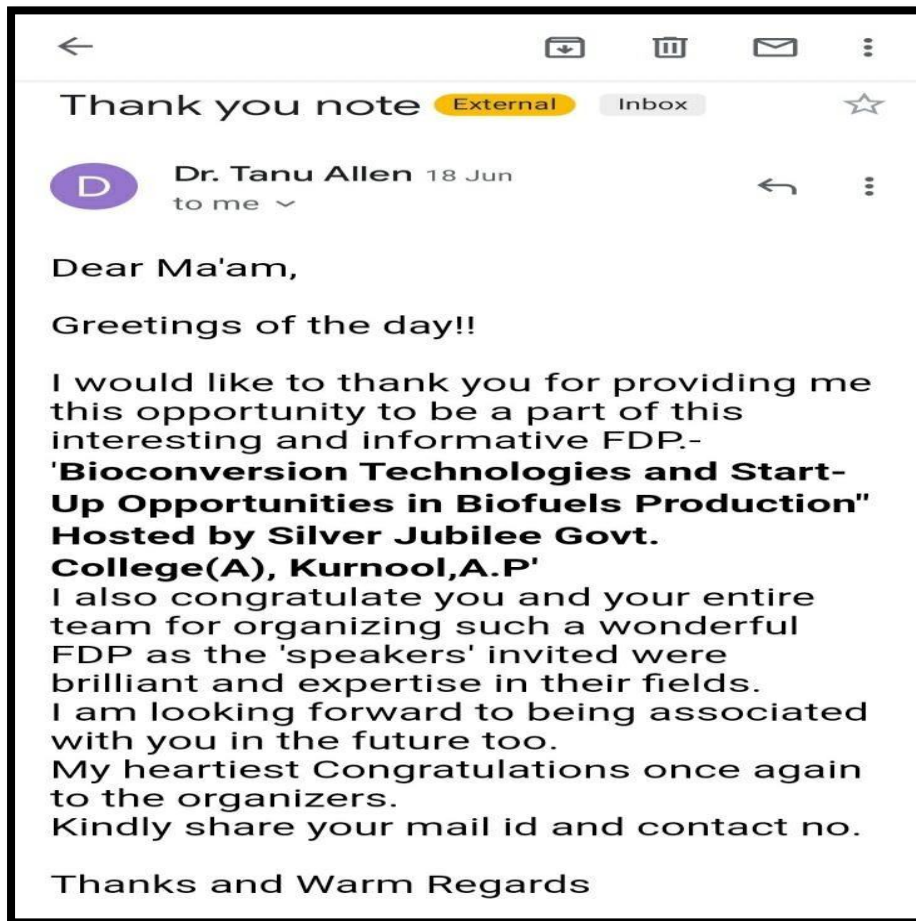 Thank you note External Inbox
D
Dr. Tanu Allen 18 Jun
to me
Dear Ma'am,
Greetings of the day!!
I would like to thank you for providing me
this opportunity to be a part of this
interesting and informative FDP.-
'Bioconversion Technologies and Start-
Up Opportunities in Biofuels Production"
Hosted by Silver Jubilee Govt.
College(A), Kurnool,A.P'
I also congratulate you and your entire
team for organizing such a wonderful
FDP as the 'speakers' invited were
brilliant and expertise in their fields.
I am looking forward to being associated
with you in the future too.
My heartiest Congratulations once again
to the organizers.
Kindly share your mail id and contact no.
Thanks and Warm Regards